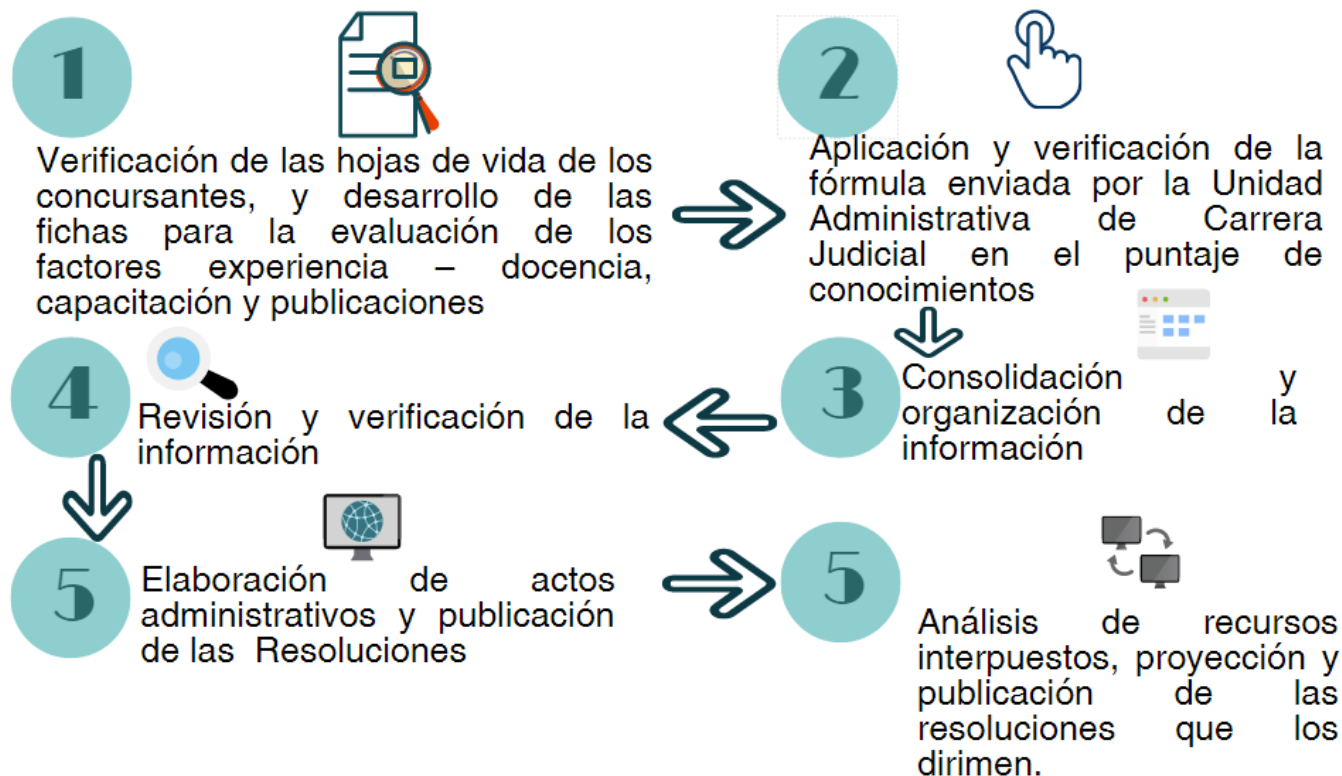 1
Verificación de las hojas de vida de los
concursantes, y desarrollo de las
fichas para la evaluación de los
factores experiencia – docencia,
capacitación y publicaciones
2
Aplicación y verificación de la
fórmula enviada por la Unidad
Administrativa de Carrera
Judicial en el puntaje de
conocimientos
3
Consolidación y
organización de la
información
4
Revisión y verificación de la
información
5
Elaboración de actos
administrativos y publicación
de las Resoluciones
5
Análisis de recursos
interpuestos, proyección y
publicación de las
resoluciones que los
dirimen.